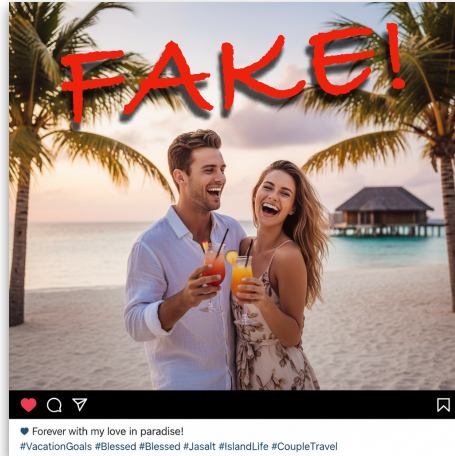 FAKE!
Forever with my love in paradise!
#VacationGoals #Blessed #Blessed #Jasalt #IslandLife #CoupleTravel